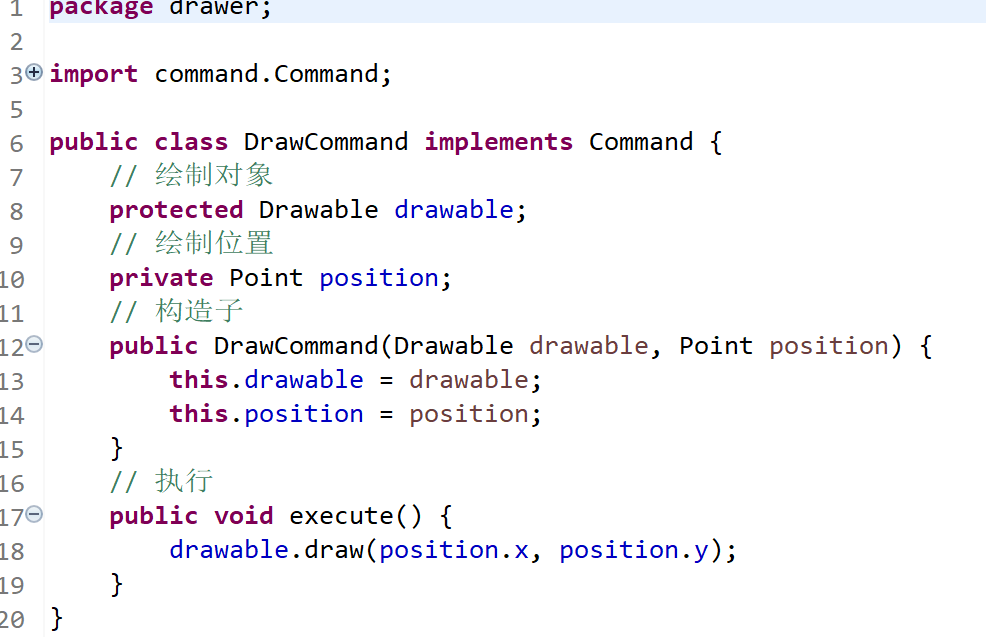 1 package drawer;
2
3 import command.Command;
5
6 public class DrawCommand implements Command {
7 // 绘制对象
8 protected Drawable drawable;
9 // 绘制位置
10 private Point position;
11 // 构造子
12 public DrawCommand(Drawable drawable, Point position) {
13 this.drawable = drawable;
14 this.position = position;
15 }
16 // 执行
17 public void execute() {
18 drawable.draw(position.x, position.y);
19 }
20 }